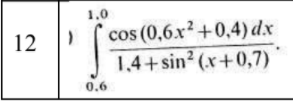 12 ) ∫ 1,0 0,6 cos (0,6x² + 0,4) dx / 1,4 + sin² (x + 0,7) .